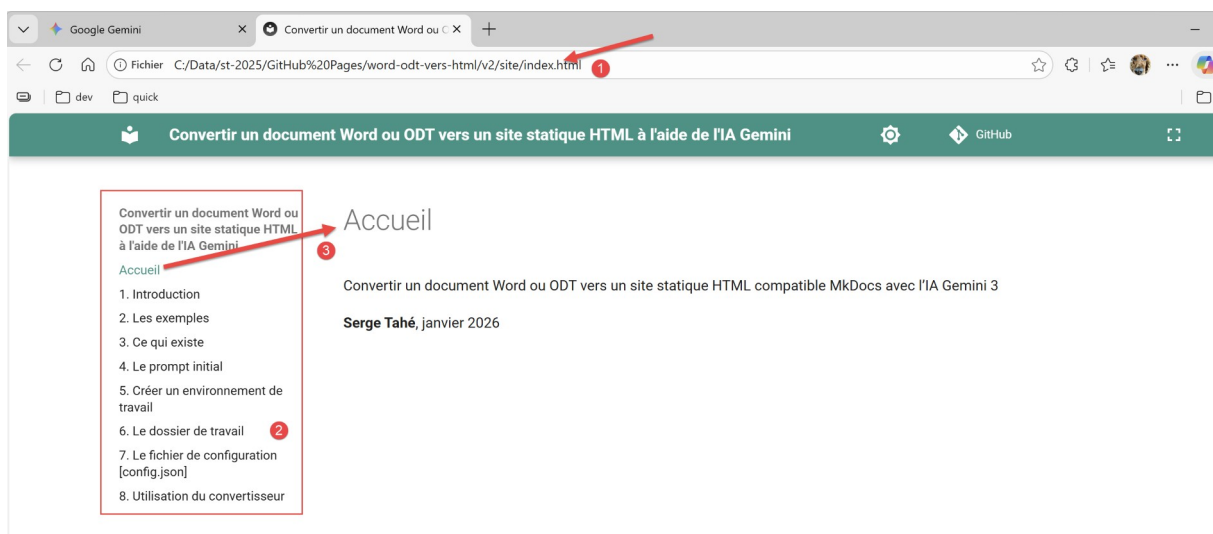 Google Gemini
Convertir un document Word ou C
Fichier C:/Data/st-2025/GitHub%20Pages/word-odt-vers-html/v2/site/index.html
1
dev
quick
Convertir un document Word ou ODT vers un site statique HTML à l'aide de l'IA Gemini
GitHub
Convertir un document Word ou
ODT vers un site statique HTML
à l'aide de l'IA Gemini
Accueil
1. Introduction
2. Les exemples
3. Ce qui existe
4. Le prompt initial
5. Créer un environnement de
travail
6. Le dossier de travail
2
7. Le fichier de configuration
[config.json]
8. Utilisation du convertisseur
3
Accueil
Convertir un document Word ou ODT vers un site statique HTML compatible MkDocs avec l'IA Gemini 3
Serge Tahé, janvier 2026